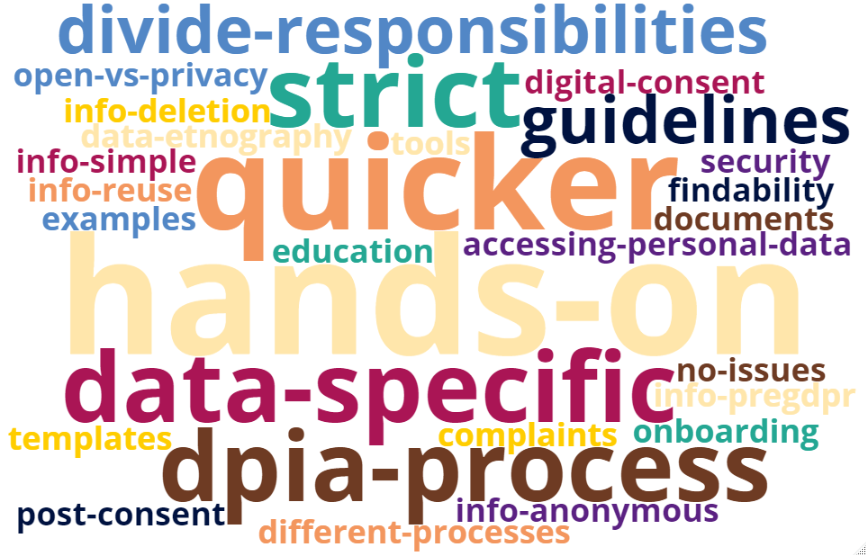 divide-responsibilities
open-vs-privacy
strict
digital-consent
info-deletion
guidelines
data-etnography
tools
info-simple
quicker
security
info-reuse
findability
examples
documents
education
accessing-personal-data
hands-on
data-specific
no-issues
info-pregdpr
templates
complaints
onboarding
dpia-process
post-consent
info-anonymous
different-processes